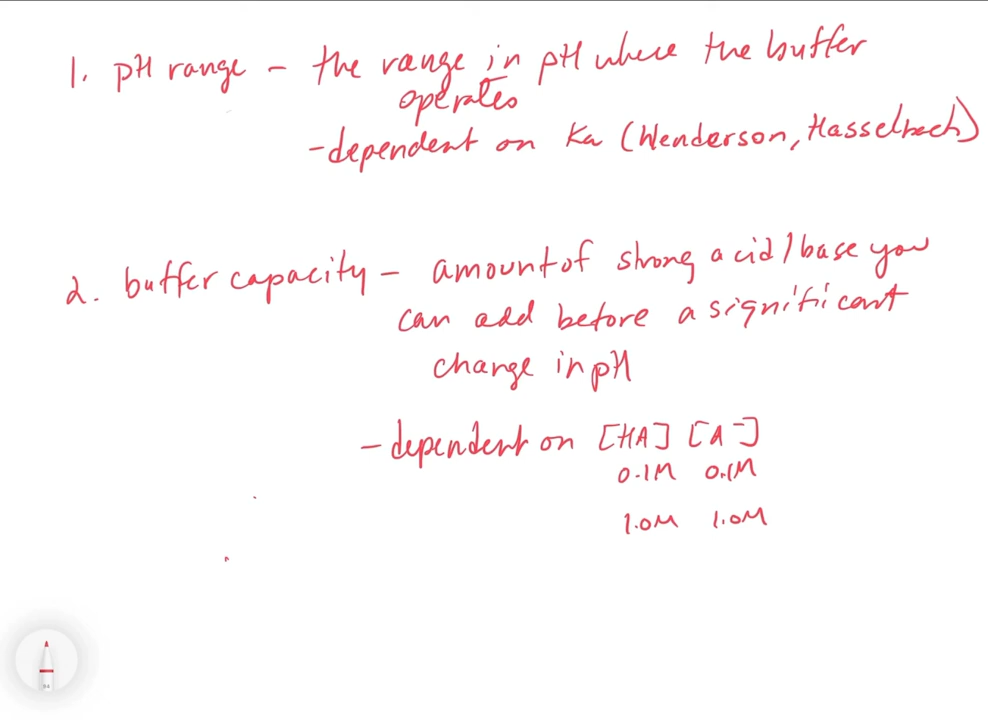 1. pH range - the range in pH where the buffer
operates
- dependent on Ka (Henderson, Hasselbach)
2. buffer capacity - amount of strong acid/base you
can add before a significant
change in pH
- dependent on [HA] [A⁻]
0.1M 0.1M
1.0M 1.0M